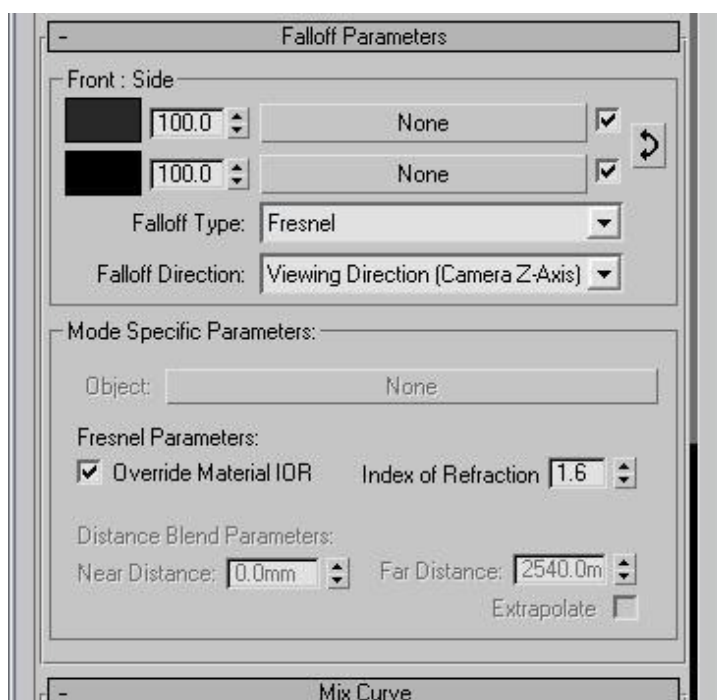 - Falloff Parameters
Front : Side
100.0 None
100.0 None
Falloff Type: Fresnel
Falloff Direction: Viewing Direction (Camera Z-Axis)
Mode Specific Parameters:
Object: None
Fresnel Parameters:
Override Material IOR Index of Refraction 1.6
Distance Blend Parameters:
Near Distance: 0.0mm Far Distance: 2540.0m
Extrapolate
- Mix Curve